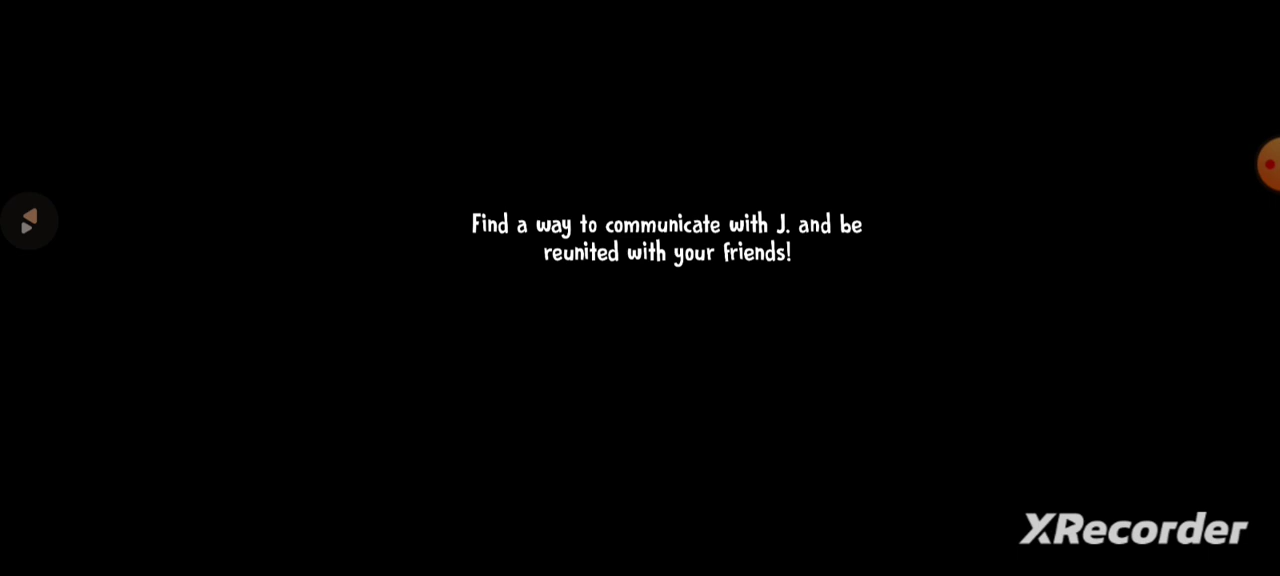 Find a way to communicate with J. and be
reunited with your friends!
XRecorder